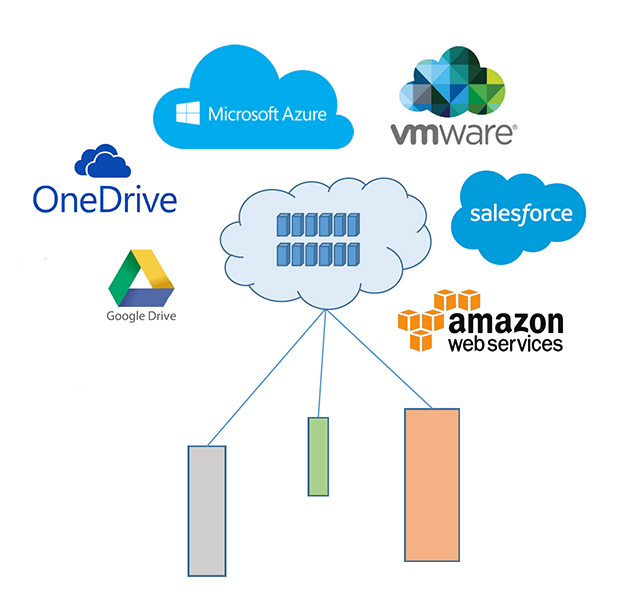 Microsoft Azure
vmware®
OneDrive
salesforce
Google Drive
amazon
web services